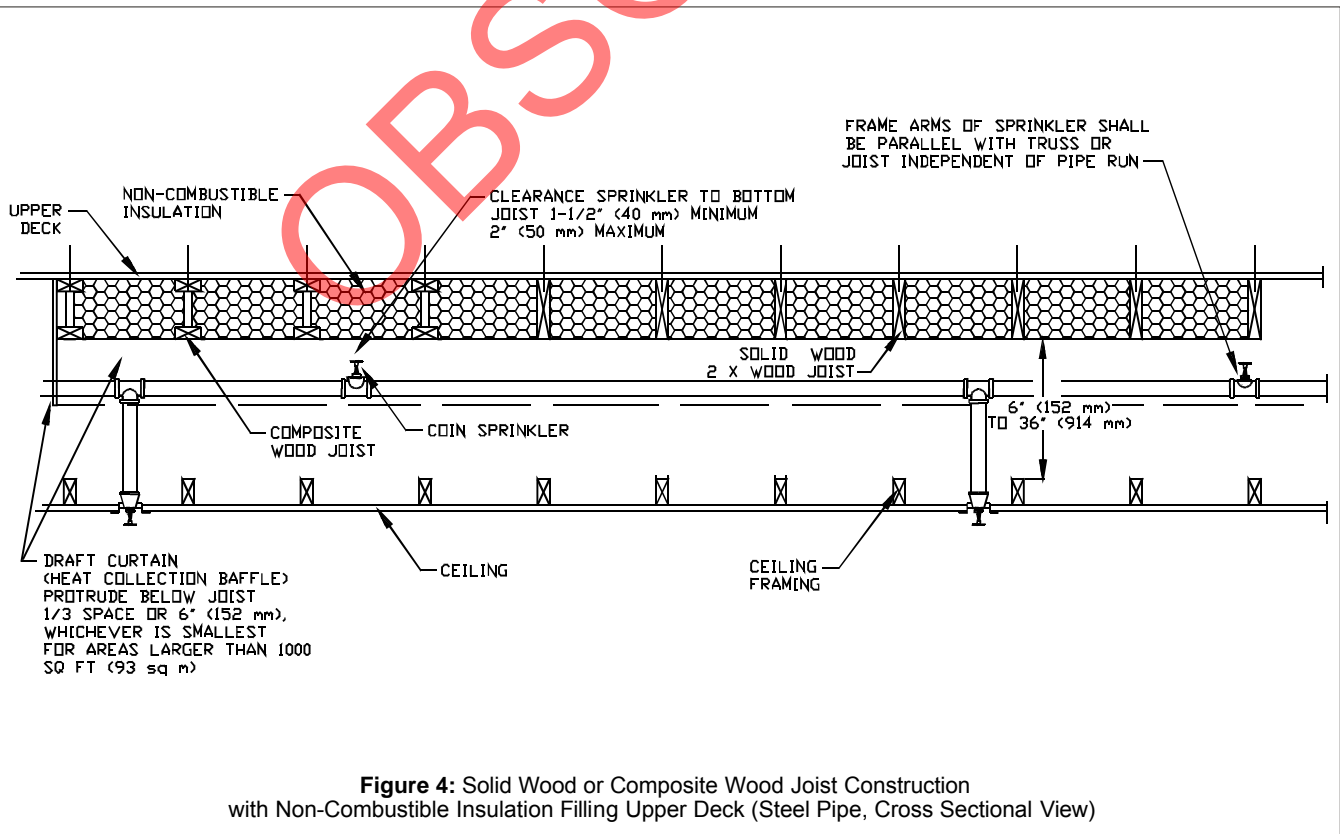 OBSO
FRAME ARMS OF SPRINKLER SHALL
BE PARALLEL WITH TRUSS OR
JOIST INDEPENDENT OF PIPE RUN
NON-COMBUSTIBLE
INSULATION
CLEARANCE SPRINKLER TO BOTTOM
JOIST 1-1/2" (40 mm) MINIMUM
2" (50 mm) MAXIMUM
UPPER
DECK
SOLID WOOD
2 X WOOD JOIST
6" (152 mm)
TO 36" (914 mm)
COMPOSITE
WOOD JOIST
COIN SPRINKLER
DRAFT CURTAIN
(HEAT COLLECTION BAFFLE)
PROTRUDE BELOW JOIST
1/3 SPACE OR 6" (152 mm),
WHICHEVER IS SMALLEST
FOR AREAS LARGER THAN 1000
SQ FT (93 sq m)
CEILING
CEILING
FRAMING
Figure 4: Solid Wood or Composite Wood Joist Construction
with Non-Combustible Insulation Filling Upper Deck (Steel Pipe, Cross Sectional View)